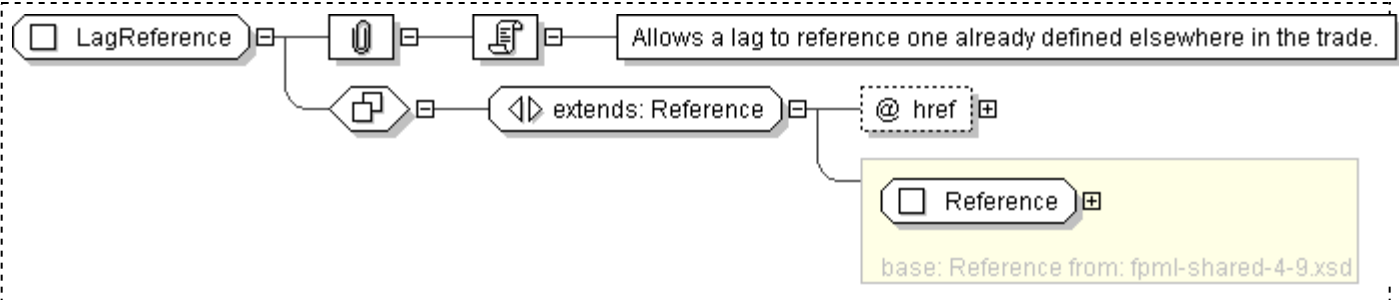 LagReference
Allows a lag to reference one already defined elsewhere in the trade.
extends: Reference
@ href
Reference
base: Reference from: fpml-shared-4-9.xsd